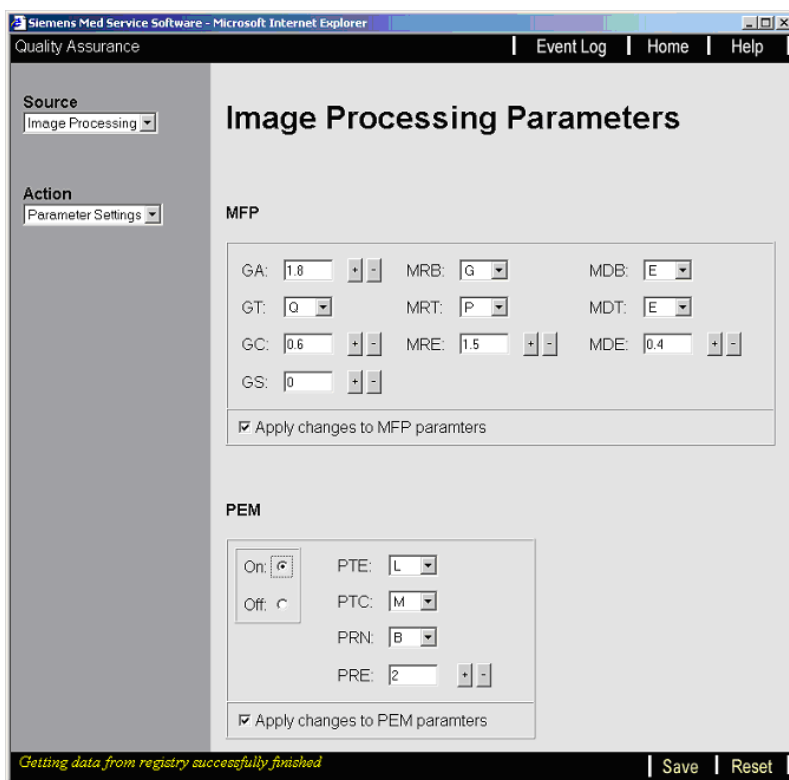 Siemens Med Service Software - Microsoft Internet Explorer
Quality Assurance Event Log Home Help
Source
Image Processing
Action
Parameter Settings
Image Processing Parameters
MFP
GA: 1.8 + - MRB: G MDB: E
GT: Q MRT: P MDT: E
GC: 0.6 + - MRE: 1.5 + - MDE: 0.4 + -
GS: 0 + -
Apply changes to MFP paramters
PEM
On: PTE: L
Off: PTC: M
PRN: B
PRE: 2 + -
Apply changes to PEM paramters
Getting data from registry successfully finished Save Reset